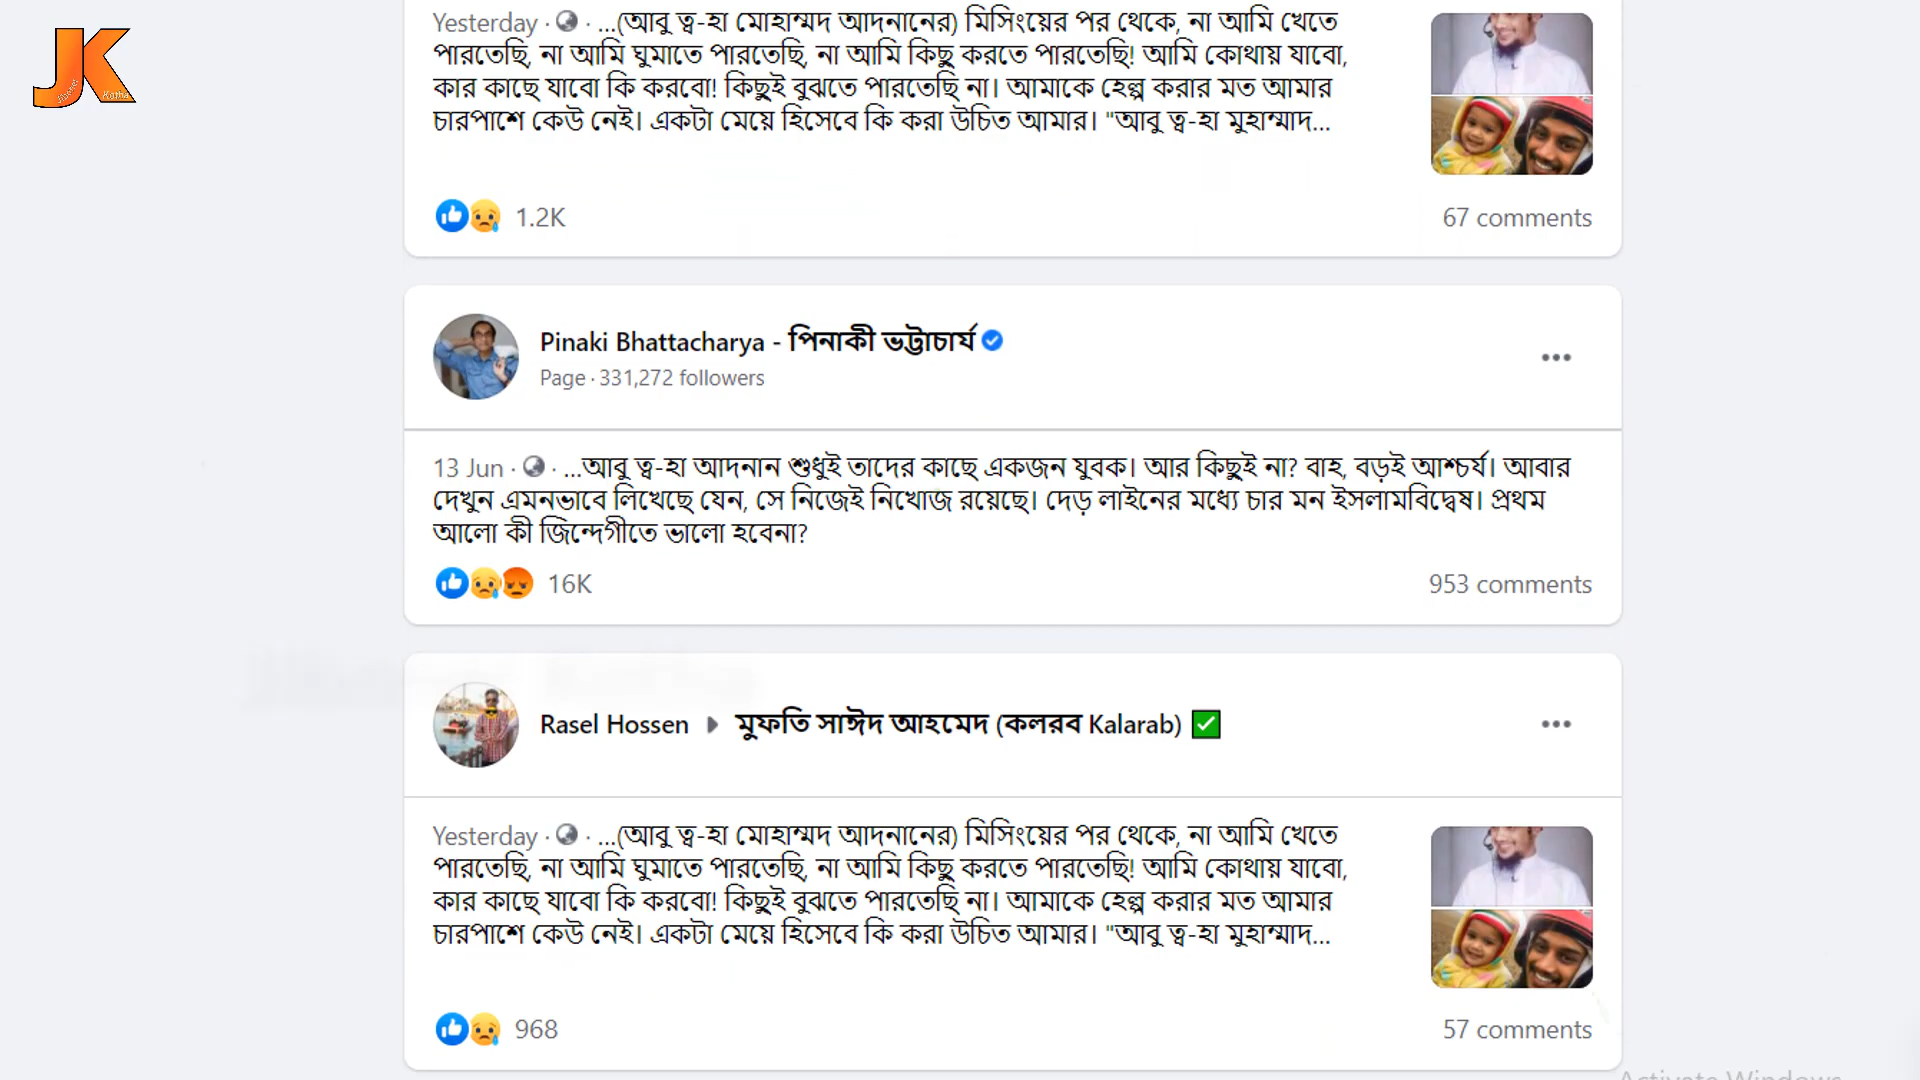 Yesterday · ...(আবু ত্ব-হা মোহাম্মদ আদনানের) মিসিংয়ের পর থেকে, না আমি খেতে
পারতেছি, না আমি ঘুমাতে পারতেছি, না আমি কিছু করতে পারতেছি! আমি কোথায় যাবো,
কার কাছে যাবো কি করবো! কিছুই বুঝতে পারতেছি না। আমাকে হেল্প করার মত আমার
চারপাশে কেউ নেই। একটা মেয়ে হিসেবে কি করা উচিত আমার। "আবু ত্ব-হা মুহাম্মাদ...
1.2K 67 comments
Pinaki Bhattacharya - পিনাকী ভট্টাচার্য
Page · 331,272 followers
13 Jun · ...আবু ত্ব-হা আদনান শুধুই তাদের কাছে একজন যুবক। আর কিছুই না? বাহ, বড়ই আশ্চর্য। আবার
দেখুন এমনভাবে লিখেছে যেন, সে নিজেই নিখোজ রয়েছে। দেড় লাইনের মধ্যে চার মন ইসলামবিদ্বেষ। প্রথম
আলো কী জিন্দেগীতে ভালো হবেনা?
16K 953 comments
Rasel Hossen ▸ মুফতি সাঈদ আহমেদ (কলরব Kalarab) ✅
Yesterday · ...(আবু ত্ব-হা মোহাম্মদ আদনানের) মিসিংয়ের পর থেকে, না আমি খেতে
পারতেছি, না আমি ঘুমাতে পারতেছি, না আমি কিছু করতে পারতেছি! আমি কোথায় যাবো,
কার কাছে যাবো কি করবো! কিছুই বুঝতে পারতেছি না। আমাকে হেল্প করার মত আমার
চারপাশে কেউ নেই। একটা মেয়ে হিসেবে কি করা উচিত আমার। "আবু ত্ব-হা মুহাম্মাদ...
968 57 comments
JK
Activate Windows